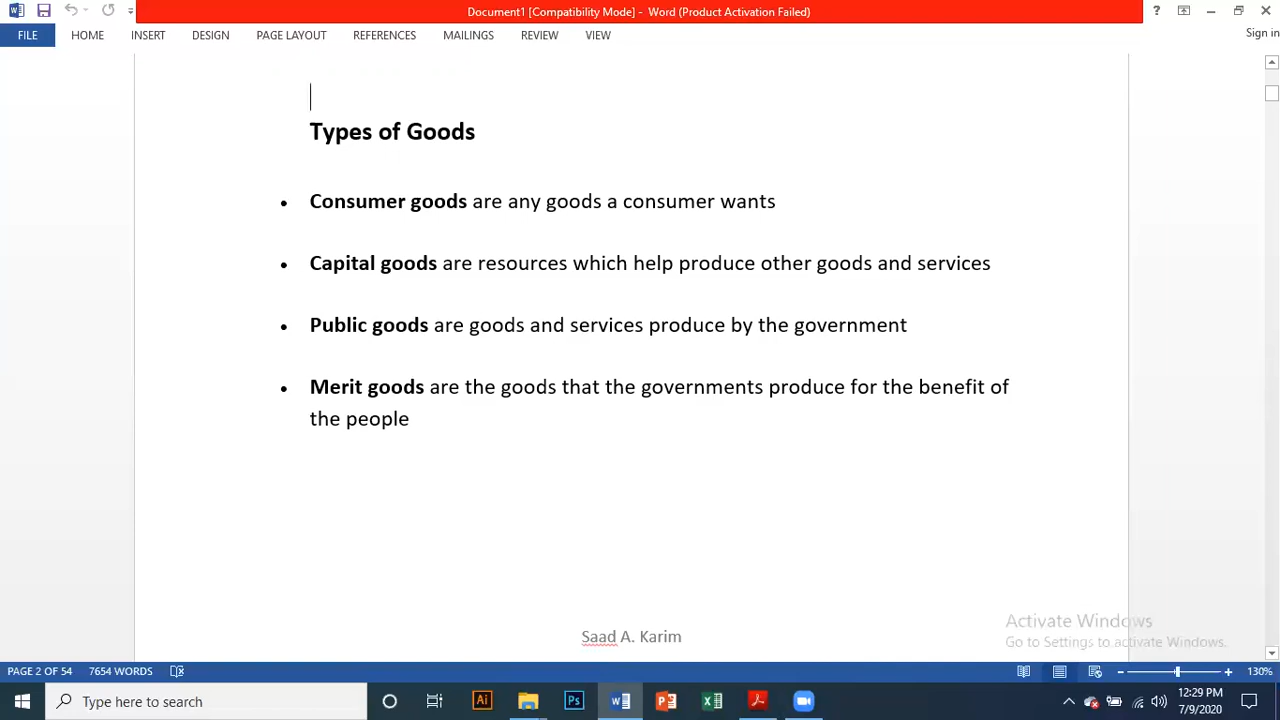 Document1 [Compatibility Mode] - Word (Product Activation Failed)
FILE HOME INSERT DESIGN PAGE LAYOUT REFERENCES MAILINGS REVIEW VIEW
Sign in
Types of Goods
• Consumer goods are any goods a consumer wants
• Capital goods are resources which help produce other goods and services
• Public goods are goods and services produce by the government
• Merit goods are the goods that the governments produce for the benefit of
the people
Saad A. Karim
Activate Windows
Go to Settings to activate Windows.
PAGE 2 OF 54 7654 WORDS 130%
Type here to search
Ai
Ps
12:29 PM
7/9/2020